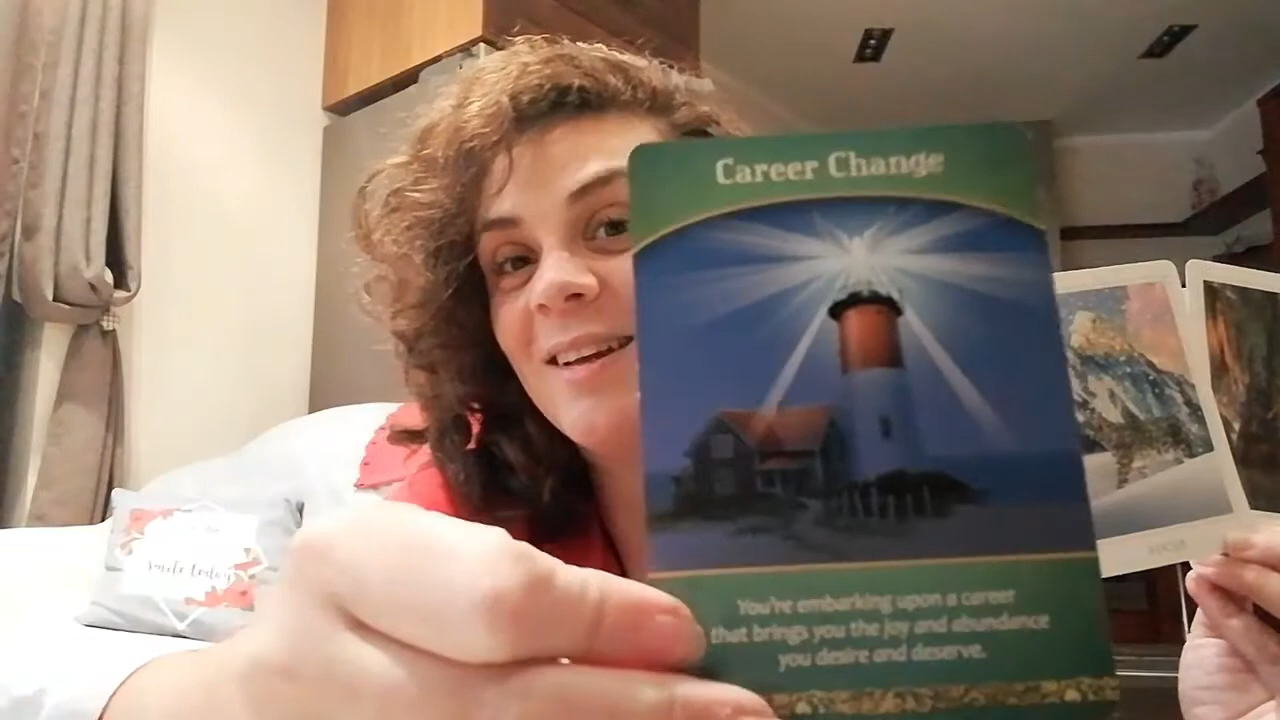 Career Change
You're embarking upon a career
that brings you the joy and abundance
you desire and deserve.
smile today